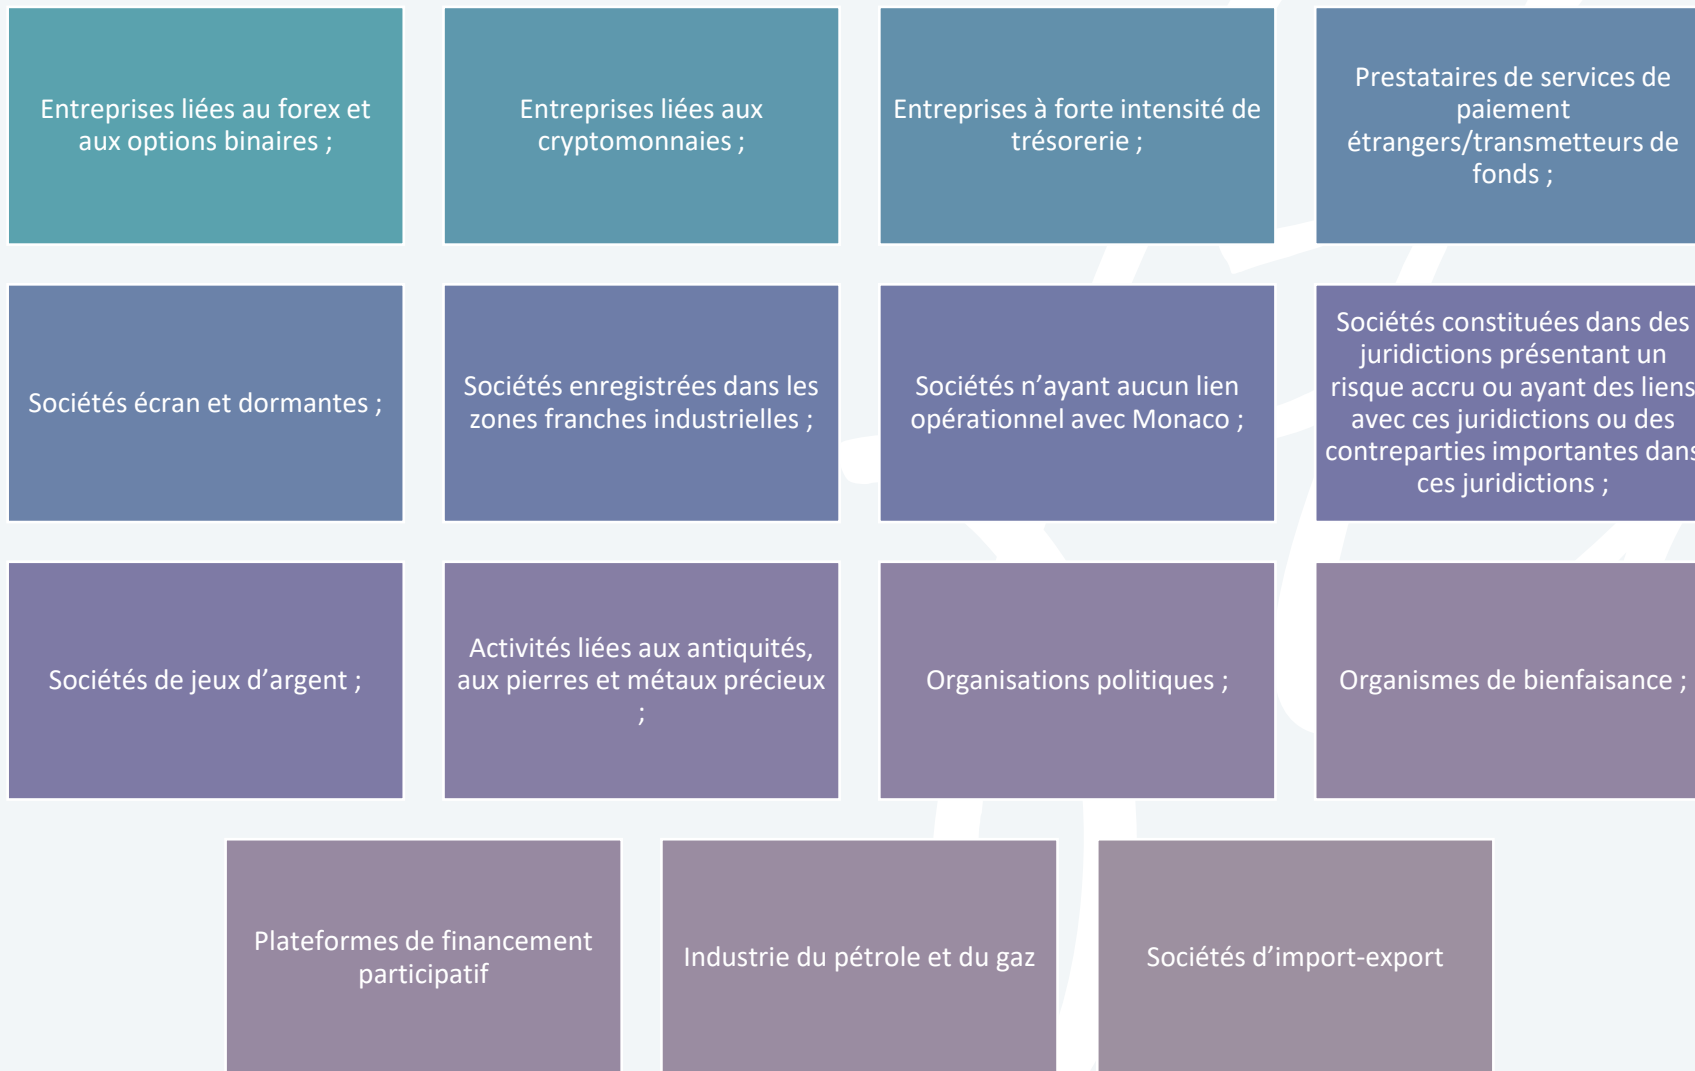 Entreprises liées au forex et
aux options binaires ;
Entreprises liées aux
cryptomonnaies ;
Entreprises à forte intensité de
trésorerie ;
Prestataires de services de
paiement
étrangers/transmetteurs de
fonds ;
Sociétés écran et dormantes ;
Sociétés enregistrées dans les
zones franches industrielles ;
Sociétés n’ayant aucun lien
opérationnel avec Monaco ;
Sociétés constituées dans des
juridictions présentant un
risque accru ou ayant des liens
avec ces juridictions ou des
contreparties importantes dans
ces juridictions ;
Sociétés de jeux d’argent ;
Activités liées aux antiquités,
aux pierres et métaux précieux
;
Organisations politiques ;
Organismes de bienfaisance ;
Plateformes de financement
participatif
Industrie du pétrole et du gaz
Sociétés d’import-export